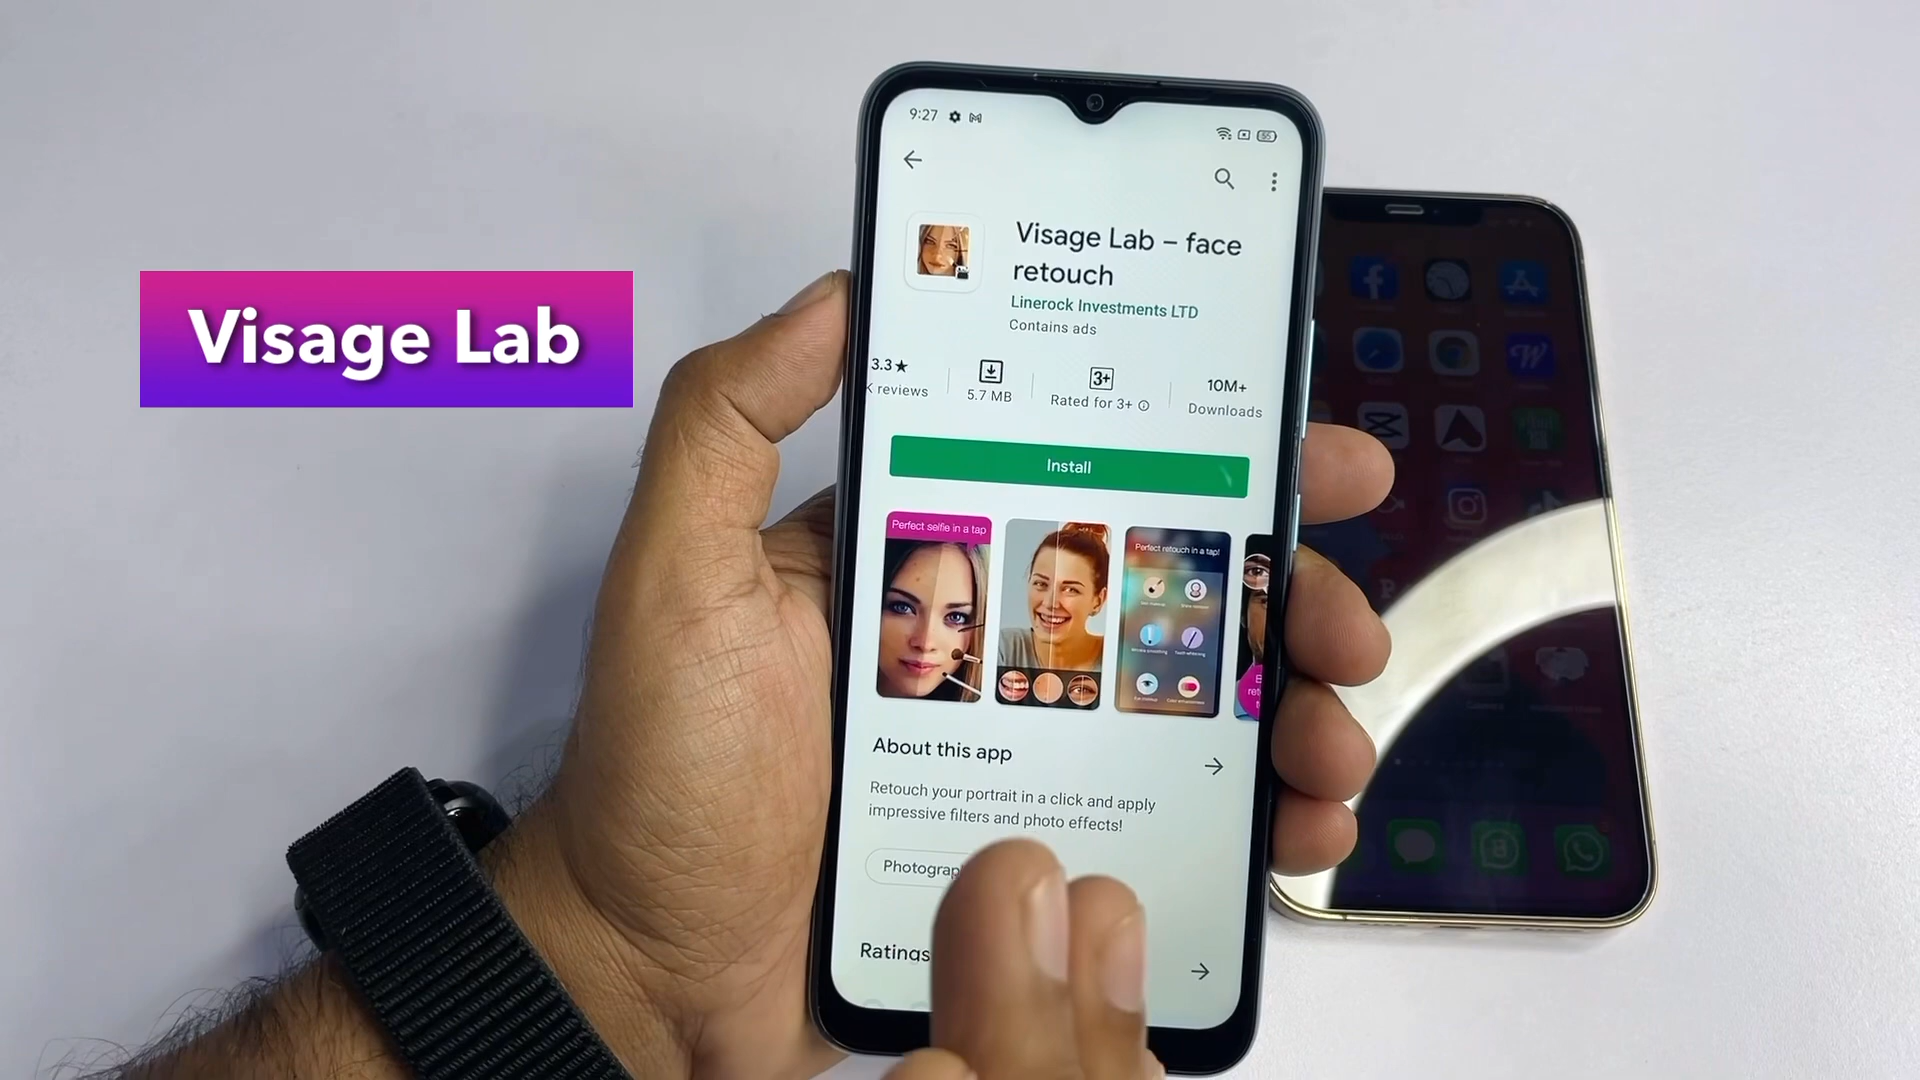 Visage Lab
9:27
Visage Lab – face
retouch
Linerock Investments LTD
Contains ads
3.3★
K reviews
5.7 MB
3+
Rated for 3+
10M+
Downloads
Install
Perfect selfie in a tap
Perfect retouch in a tap!
About this app
Retouch your portrait in a click and apply
impressive filters and photo effects!
Photograp
Ratings